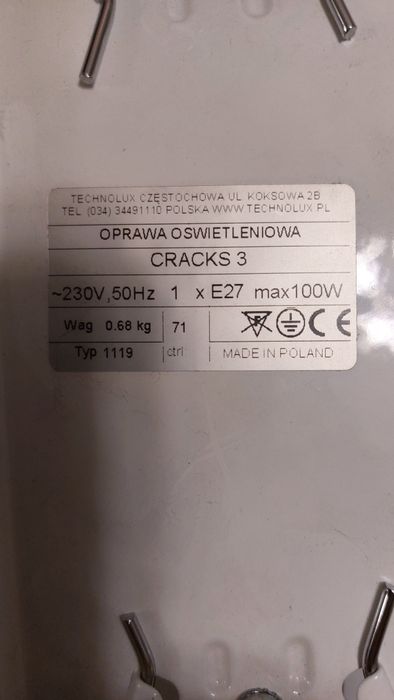 TECHNOLUX CZĘSTOCHOWA UL KOKSOWA 2B
TEL (034) 34491110 POLSKA WWW TECHNOLUX.PL
OPRAWA OSWIETLENIOWA
CRACKS 3
~230V,50Hz 1 x E27 max100W
Wag 0.68 kg 71
Typ 1119 ctrl MADE IN POLAND
F CE